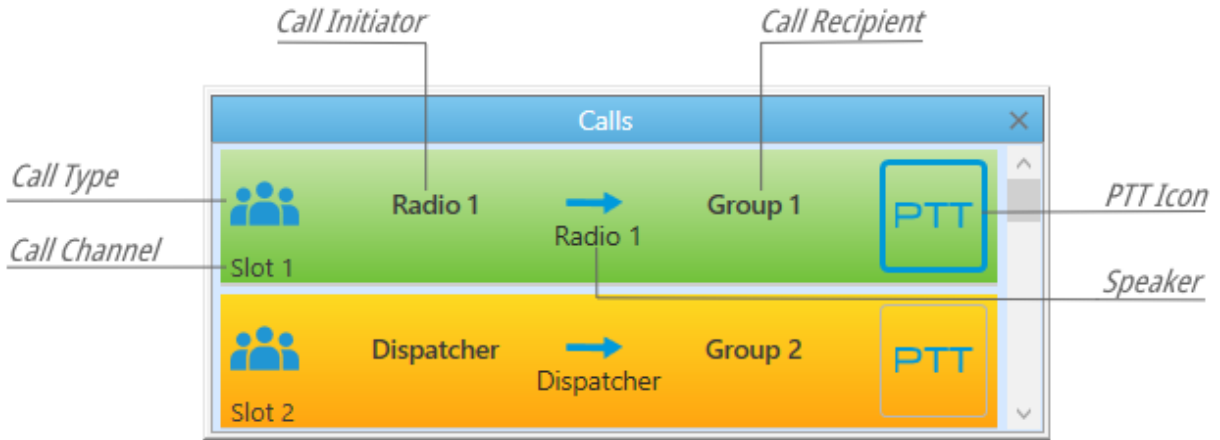 Call Initiator
Call Recipient
Calls
Call Type
Radio 1
Group 1
PTT
PTT Icon
Radio 1
Call Channel
Slot 1
Speaker
Dispatcher
Group 2
PTT
Dispatcher
Slot 2